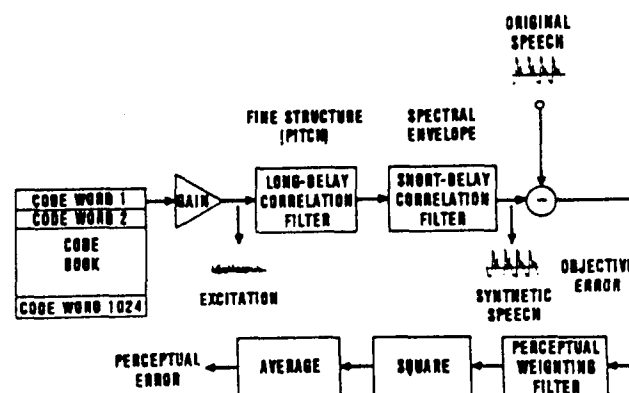 ORIGINAL
SPEECH
FINE STRUCTURE
(PITCH)
SPECTRAL
ENVELOPE
CODE WORD 1
CODE WORD 2
CODE
BOOK
CODE WORD 1024
GAIN
LONG-DELAY
CORRELATION
FILTER
SHORT-DELAY
CORRELATION
FILTER
-
EXCITATION
SYNTHETIC
SPEECH
OBJECTIVE
ERROR
PERCEPTUAL
ERROR
AVERAGE
SQUARE
PERCEPTUAL
WEIGHTING
FILTER